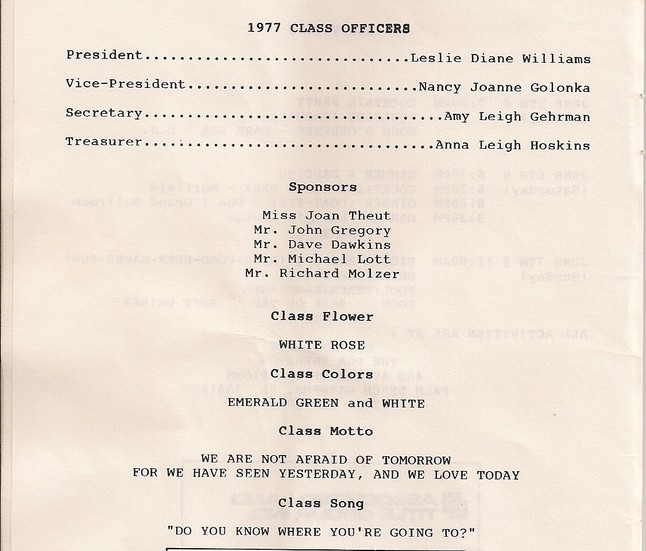 1977 CLASS OFFICERS
President.................................Leslie Diane Williams
Vice-President.............................Nancy Joanne Golonka
Secretary.....................................Amy Leigh Gehrman
Treasurer....................................Anna Leigh Hoskins
Sponsors
Miss Joan Theut
Mr. John Gregory
Mr. Dave Dawkins
Mr. Michael Lott
Mr. Richard Molzer
Class Flower
WHITE ROSE
Class Colors
EMERALD GREEN and WHITE
Class Motto
WE ARE NOT AFRAID OF TOMORROW
FOR WE HAVE SEEN YESTERDAY, AND WE LOVE TODAY
Class Song
"DO YOU KNOW WHERE YOU'RE GOING TO?"